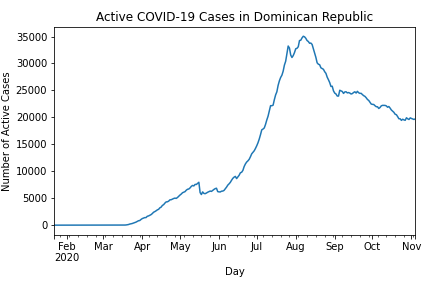 Active COVID-19 Cases in Dominican Republic
Number of Active Cases
35000
30000
25000
20000
15000
10000
5000
0
Feb Mar Apr May Jun Jul Aug Sep Oct Nov
2020
Day